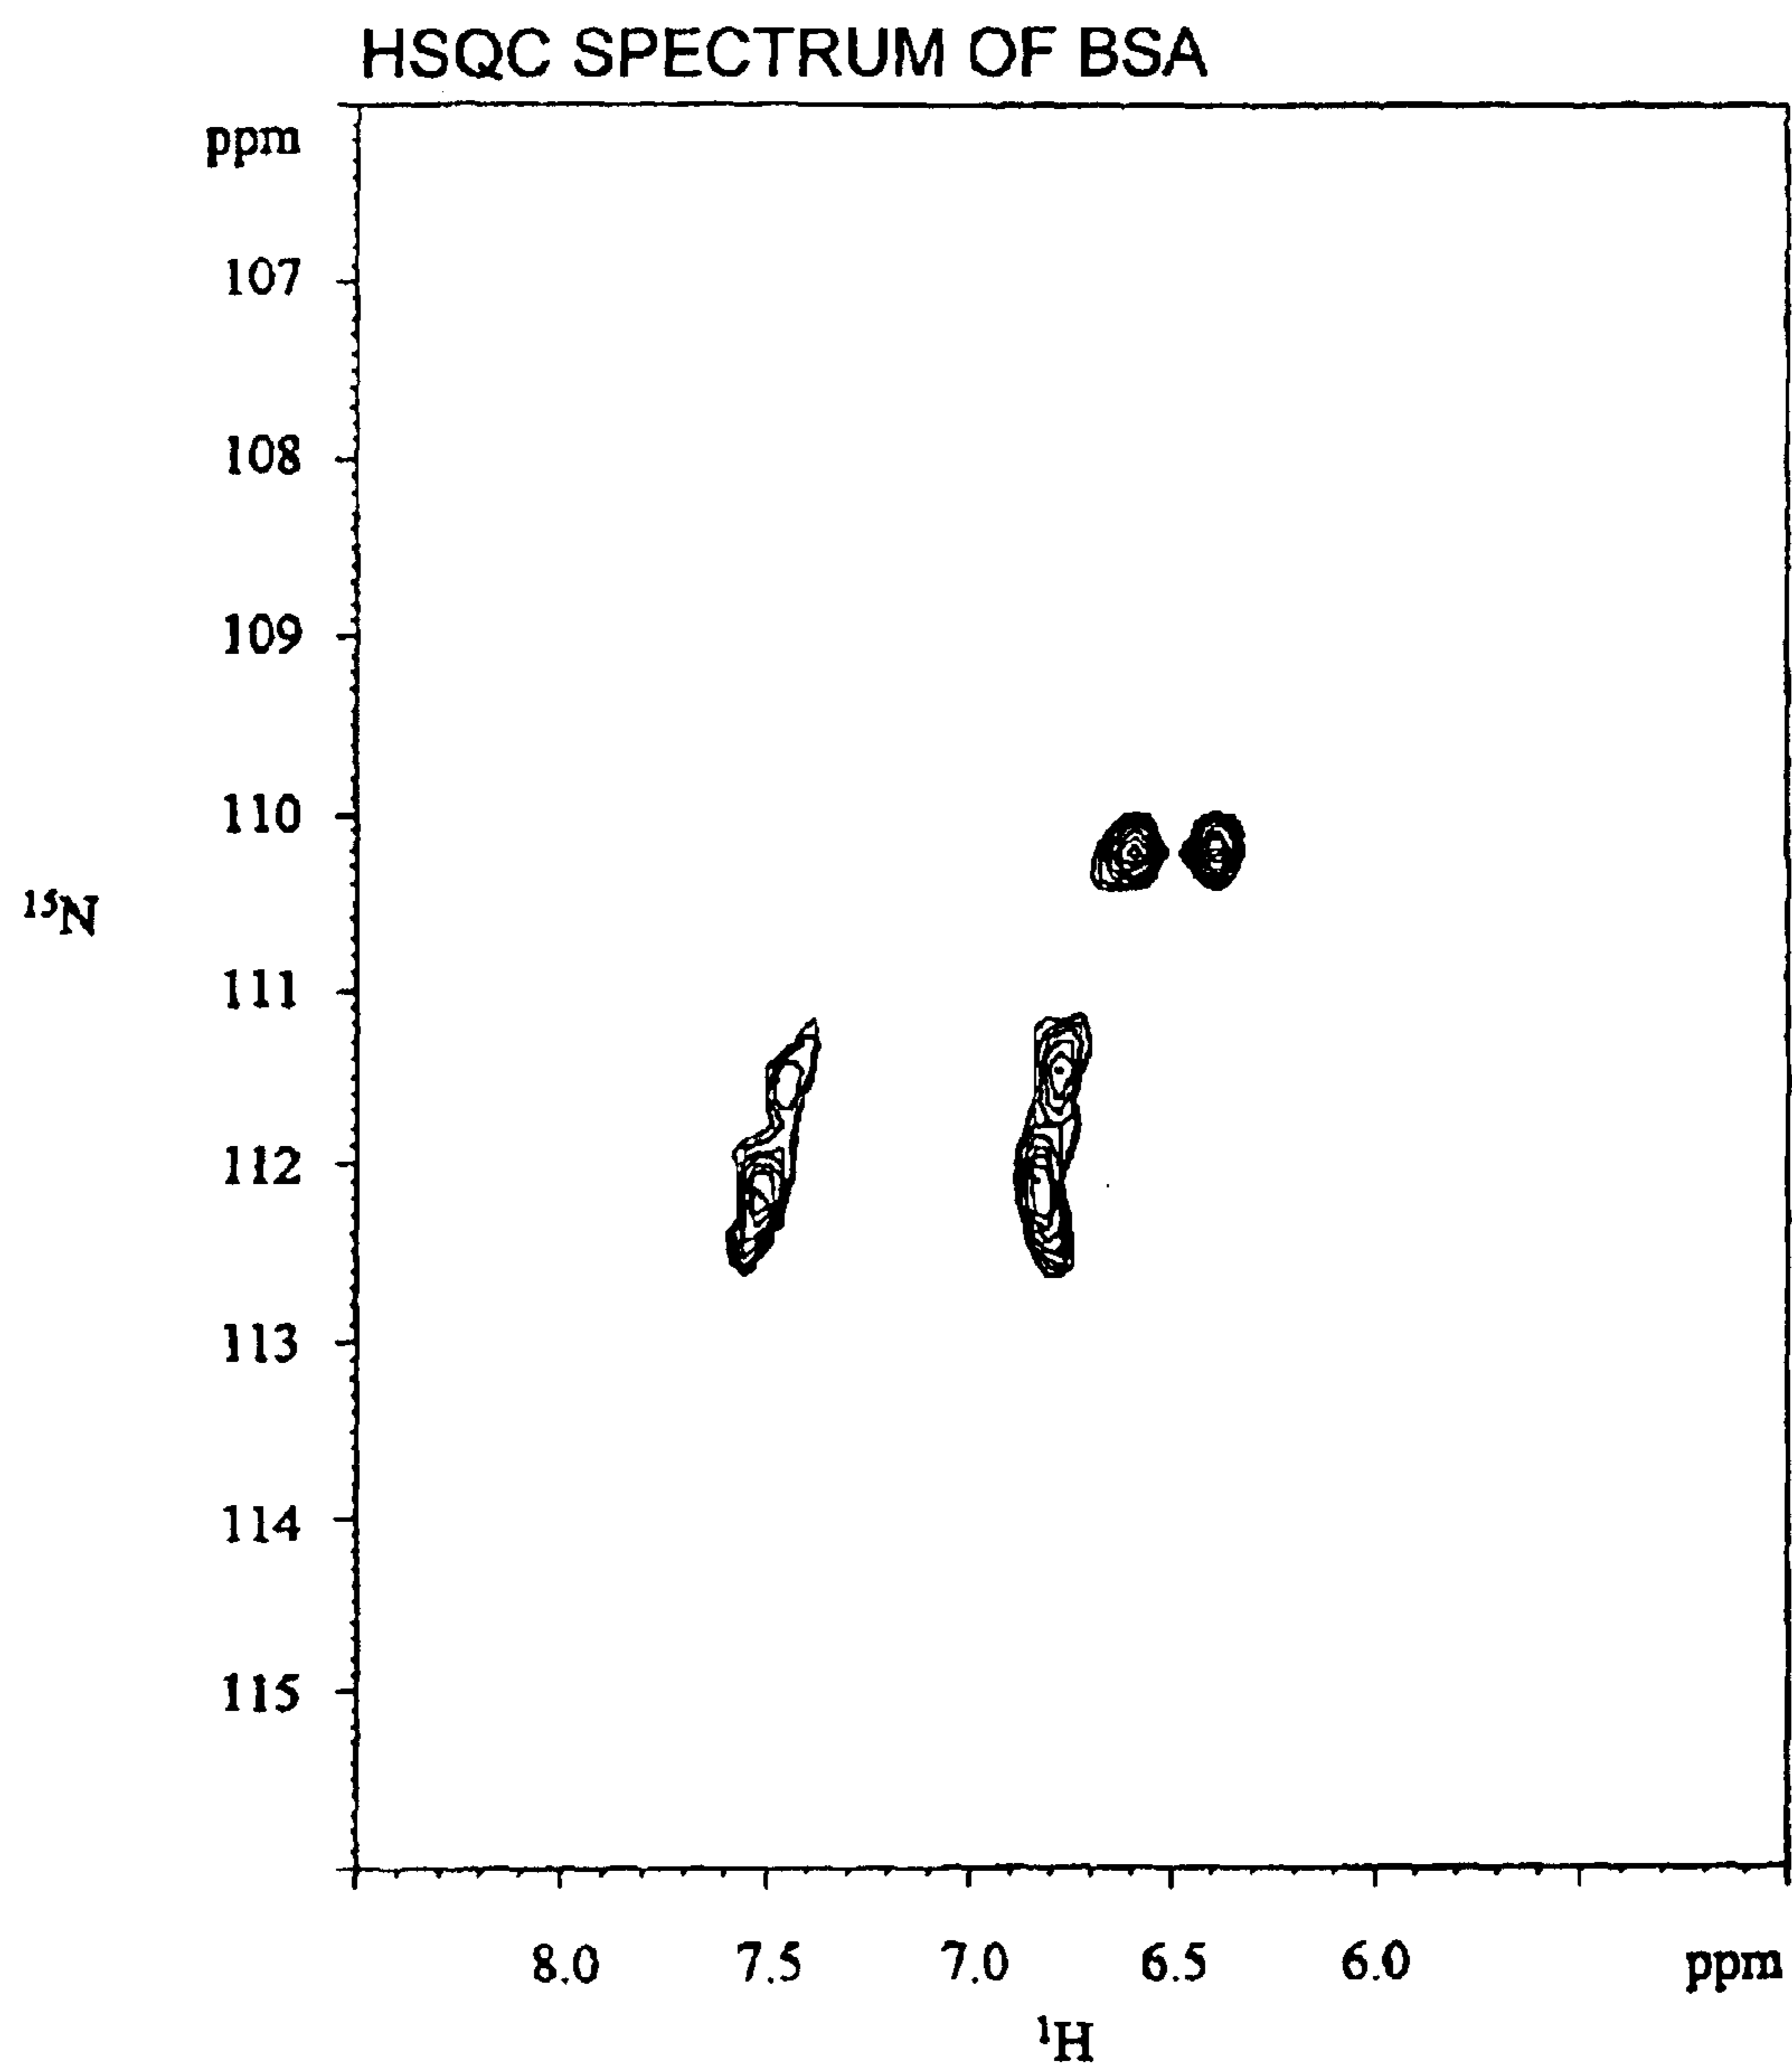 HSQC SPECTRUM OF BSA
ppm
107
108
109
110
¹⁵N
111
112
113
114
115
8.0 7.5 7.0 6.5 6.0 ppm
¹H